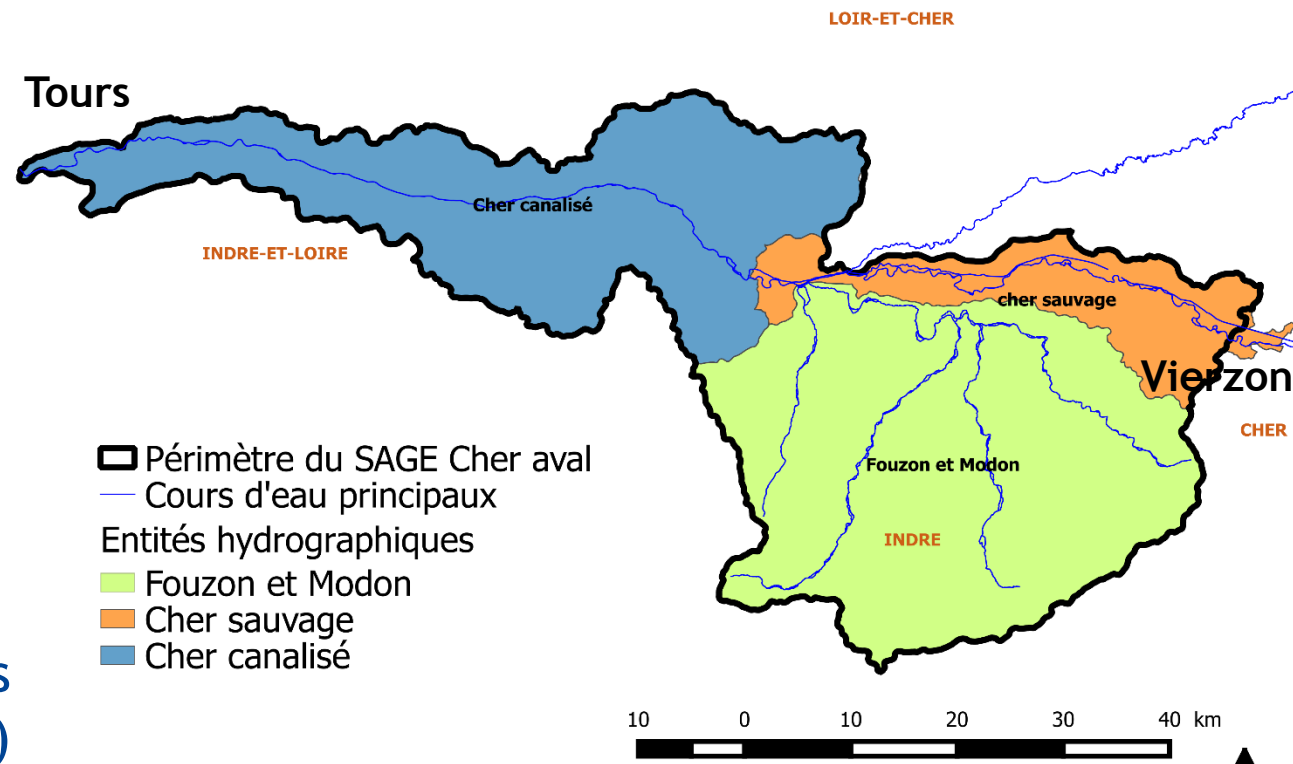 LOIR-ET-CHER
Tours
Cher canalisé
INDRE-ET-LOIRE
cher sauvage
Vierzon
CHER
Fouzon et Modon
INDRE
Périmètre du SAGE Cher aval
Cours d'eau principaux
Entités hydrographiques
Fouzon et Modon
Cher sauvage
Cher canalisé
s
)
10 0 10 20 30 40 km